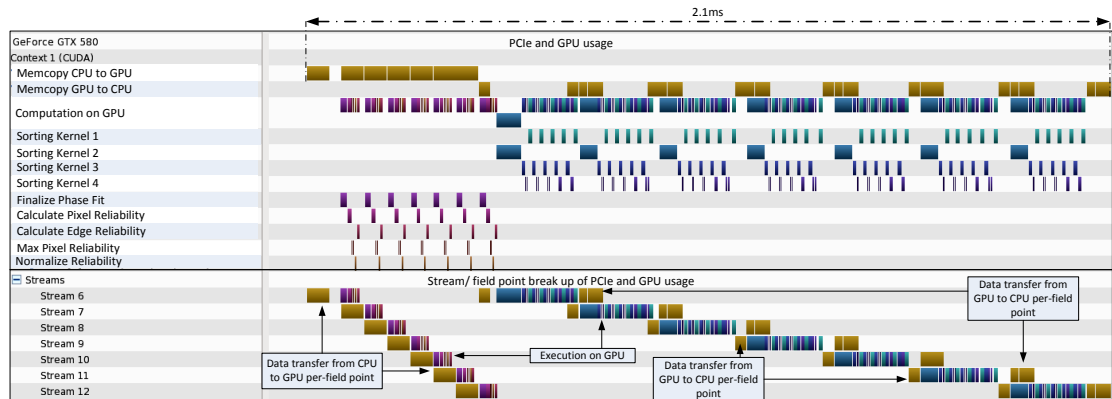 2.1ms
GeForce GTX 580
PCIe and GPU usage
Context 1 (CUDA)
Memcopy CPU to GPU
Memcopy GPU to CPU
Computation on GPU
Sorting Kernel 1
Sorting Kernel 2
Sorting Kernel 3
Sorting Kernel 4
Finalize Phase Fit
Calculate Pixel Reliability
Calculate Edge Reliability
Max Pixel Reliability
Normalize Reliability
Streams
Stream/ field point break up of PCIe and GPU usage
Stream 6
Stream 7
Stream 8
Stream 9
Stream 10
Stream 11
Stream 12
Data transfer from CPU
to GPU per-field point
Execution on GPU
Data transfer from
GPU to CPU per-field
point
Data transfer from
GPU to CPU per-field
point